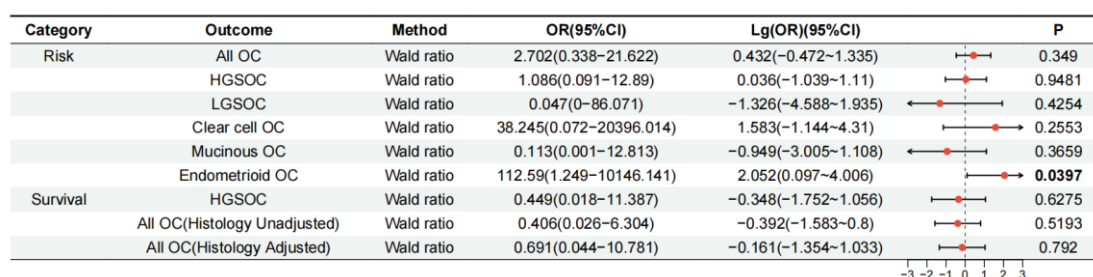 Category Outcome Method OR(95%CI) Lg(OR)(95%CI) P
Risk All OC Wald ratio 2.702(0.338−21.622) 0.432(−0.472~1.335) 0.349
HGSOC Wald ratio 1.086(0.091−12.89) 0.036(−1.039~1.11) 0.9481
LGSOC Wald ratio 0.047(0−86.071) −1.326(−4.588~1.935) 0.4254
Clear cell OC Wald ratio 38.245(0.072−20396.014) 1.583(−1.144~4.31) 0.2553
Mucinous OC Wald ratio 0.113(0.001−12.813) −0.949(−3.005~1.108) 0.3659
Endometrioid OC Wald ratio 112.59(1.249−10146.141) 2.052(0.097~4.006) 0.0397
Survival HGSOC Wald ratio 0.449(0.018−11.387) −0.348(−1.752~1.056) 0.6275
All OC(Histology Unadjusted) Wald ratio 0.406(0.026−6.304) −0.392(−1.583~0.8) 0.5193
All OC(Histology Adjusted) Wald ratio 0.691(0.044−10.781) −0.161(−1.354~1.033) 0.792
−3 −2 −1 0 1 2 3